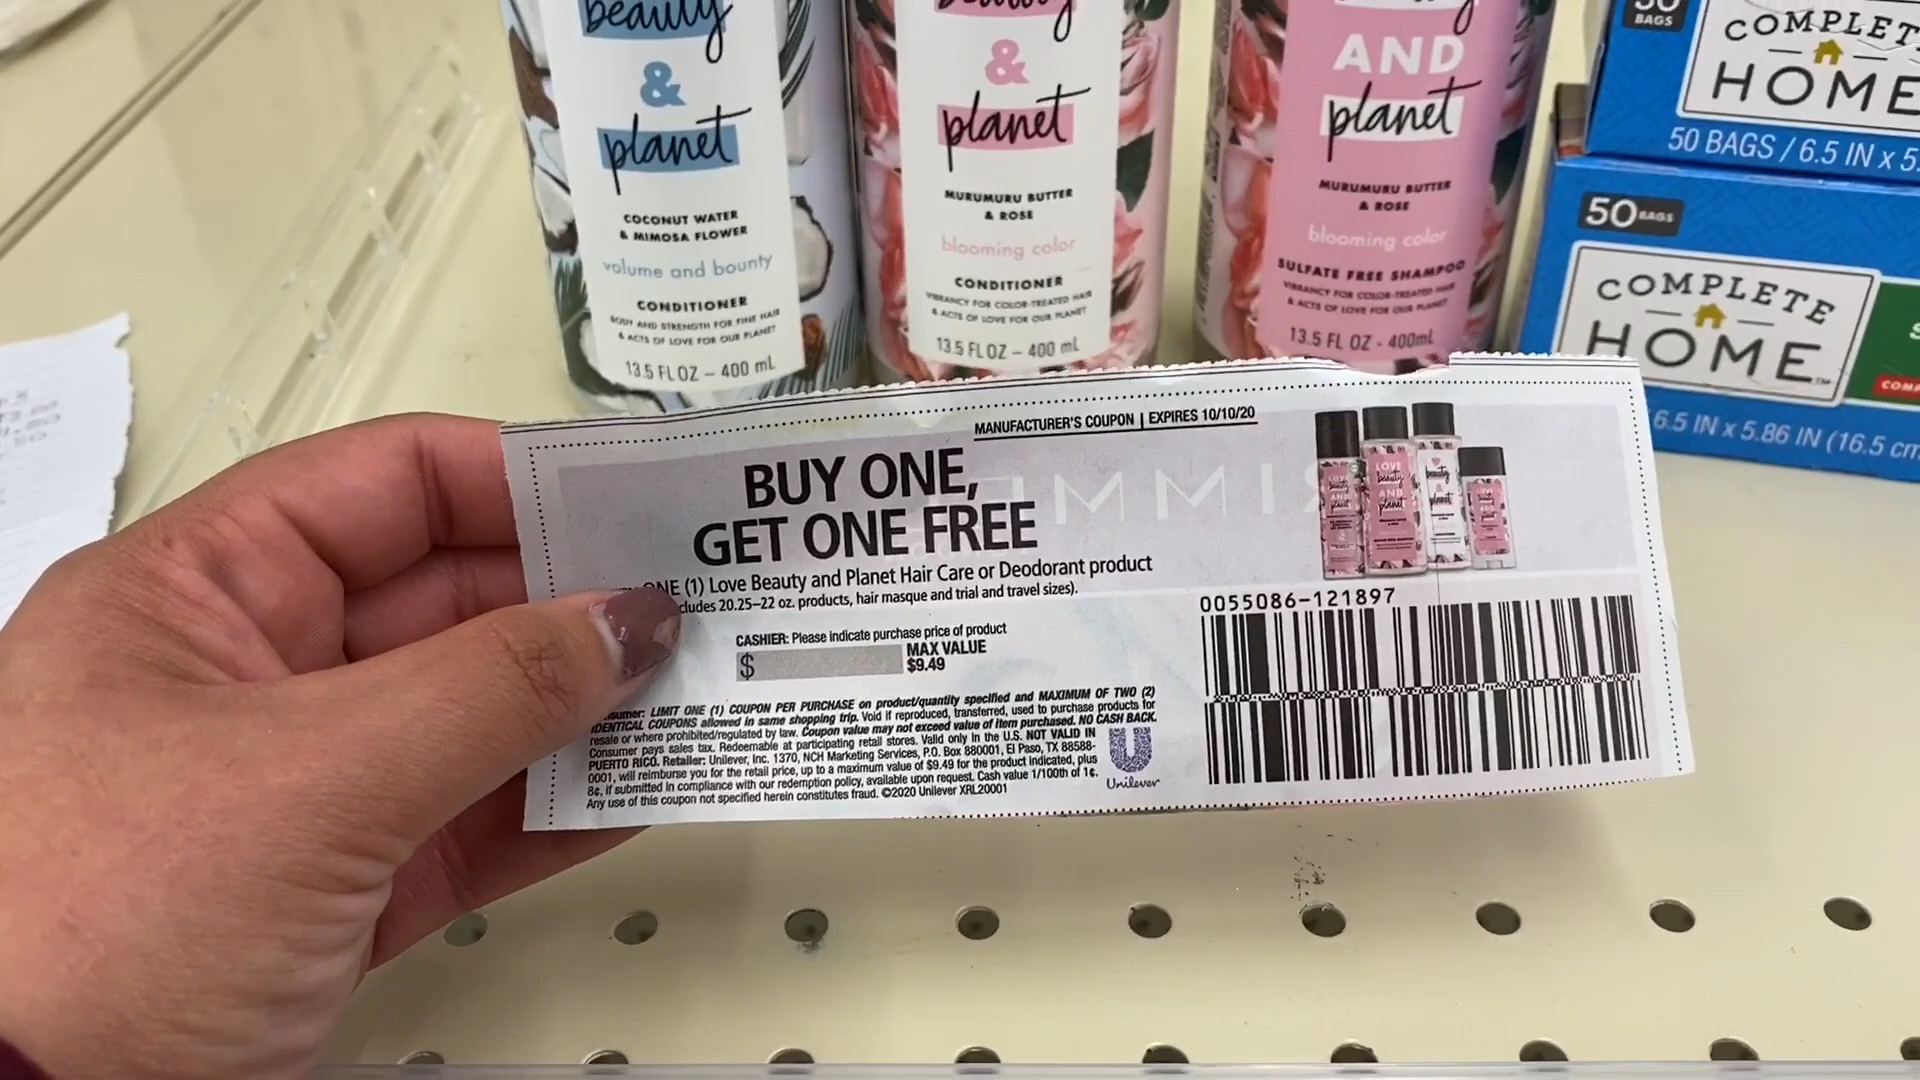 beauty
&
planet
COCONUT WATER
& MIMOSA FLOWER
volume and bounty
CONDITIONER
BODY AND STRENGTH FOR FINE HAIR
& ACTS OF LOVE FOR OUR PLANET
13.5 FL OZ – 400 mL
beauty
&
planet
MURUMURU BUTTER
& ROSE
blooming color
CONDITIONER
VIBRANCY FOR COLOR-TREATED HAIR
& ACTS OF LOVE FOR OUR PLANET
13.5 FL OZ – 400 mL
AND
planet
MURUMURU BUTTER
& ROSE
blooming color
SULFATE FREE SHAMPOO
VIBRANCY FOR COLOR-TREATED HAIR
& ACTS OF LOVE FOR OUR PLANET
13.5 FL OZ - 400mL
50
BAGS
COMPLET
HOME
50 BAGS / 6.5 IN x 5.
50 BAGS
COMPLETE
HOME
6.5 IN x 5.86 IN (16.5 cm
MANUFACTURER'S COUPON | EXPIRES 10/10/20
BUY ONE,
GET ONE FREE
ONE (1) Love Beauty and Planet Hair Care or Deodorant product
cludes 20.25–22 oz. products, hair masque and trial and travel sizes).
CASHIER: Please indicate purchase price of product
$
MAX VALUE
$9.49
sumer: LIMIT ONE (1) COUPON PER PURCHASE on product/quantity specified and MAXIMUM OF TWO (2)
IDENTICAL COUPONS allowed in same shopping trip. Void if reproduced, transferred, used to purchase products for
resale or where prohibited/regulated by law. Coupon value may not exceed value of item purchased. NO CASH BACK.
Consumer pays sales tax. Redeemable at participating retail stores. Valid only in the U.S. NOT VALID IN
PUERTO RICO. Retailer: Unilever, Inc. 1370, NCH Marketing Services, P.O. Box 880001, El Paso, TX 88588-
0001, will reimburse you for the retail price, up to a maximum value of $9.49 for the product indicated, plus
8¢, if submitted in compliance with our redemption policy, available upon request. Cash value 1/100th of 1¢.
Any use of this coupon not specified herein constitutes fraud. ©2020 Unilever XRL20001
Unilever
0055086-121897
LOVE
beauty
AND
planet
beauty
&
planet